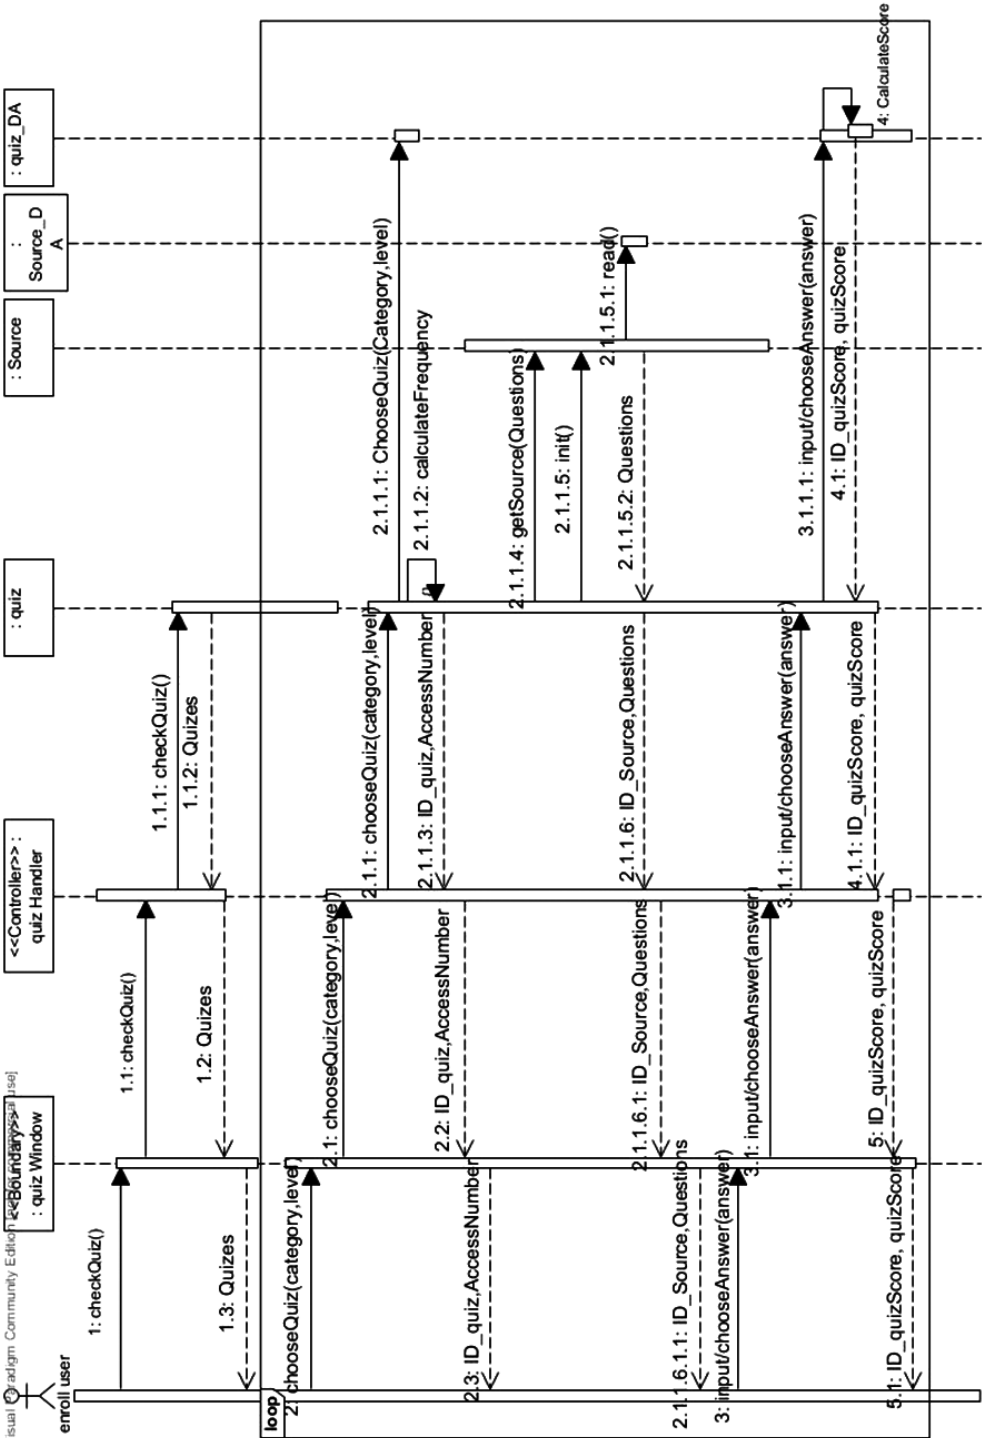 isual Paradigm Community Edition
enroll user
<<Boundary>>
: quiz Window
<<Controller>> :
quiz Handler
: quiz
: Source
:
Source_D
A
: quiz_DA
1: checkQuiz()
1.1: checkQuiz()
1.1.1: checkQuiz()
1.1.2: Quizes
1.2: Quizes
1.3: Quizes
loop
2: chooseQuiz(category,level)
2.1: chooseQuiz(category,level)
2.1.1: chooseQuiz(category,level)
2.1.1.1: ChooseQuiz(Category,level)
2.1.1.2: calculateFrequency
()
2.1.1.3: ID_quiz,AccessNumber
2.2: ID_quiz,AccessNumber
2.3: ID_quiz,AccessNumber
2.1.1.4: getSource(Questions)
2.1.1.5: init()
2.1.1.5.1: read()
2.1.1.5.2: Questions
2.1.1.6: ID_Source,Questions
2.1.1.6.1: ID_Source,Questions
2.1.1.6.1.1: ID_Source,Questions
3: input/chooseAnswer(answer)
3.1: input/chooseAnswer(answer)
3.1.1: input/chooseAnswer(answer)
3.1.1.1: input/chooseAnswer(answer)
4: CalculateScore
4.1: ID_quizScore, quizScore
4.1.1: ID_quizScore, quizScore
5: ID_quizScore, quizScore
5.1: ID_quizScore, quizScore